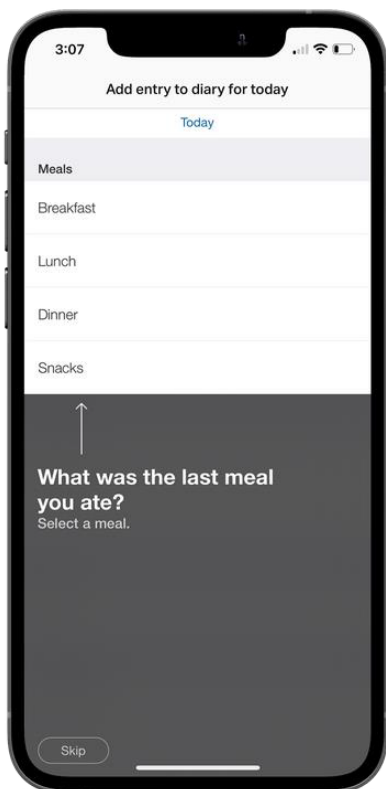 3:07
Add entry to diary for today
Today
Meals
Breakfast
Lunch
Dinner
Snacks
What was the last meal
you ate?
Select a meal.
Skip